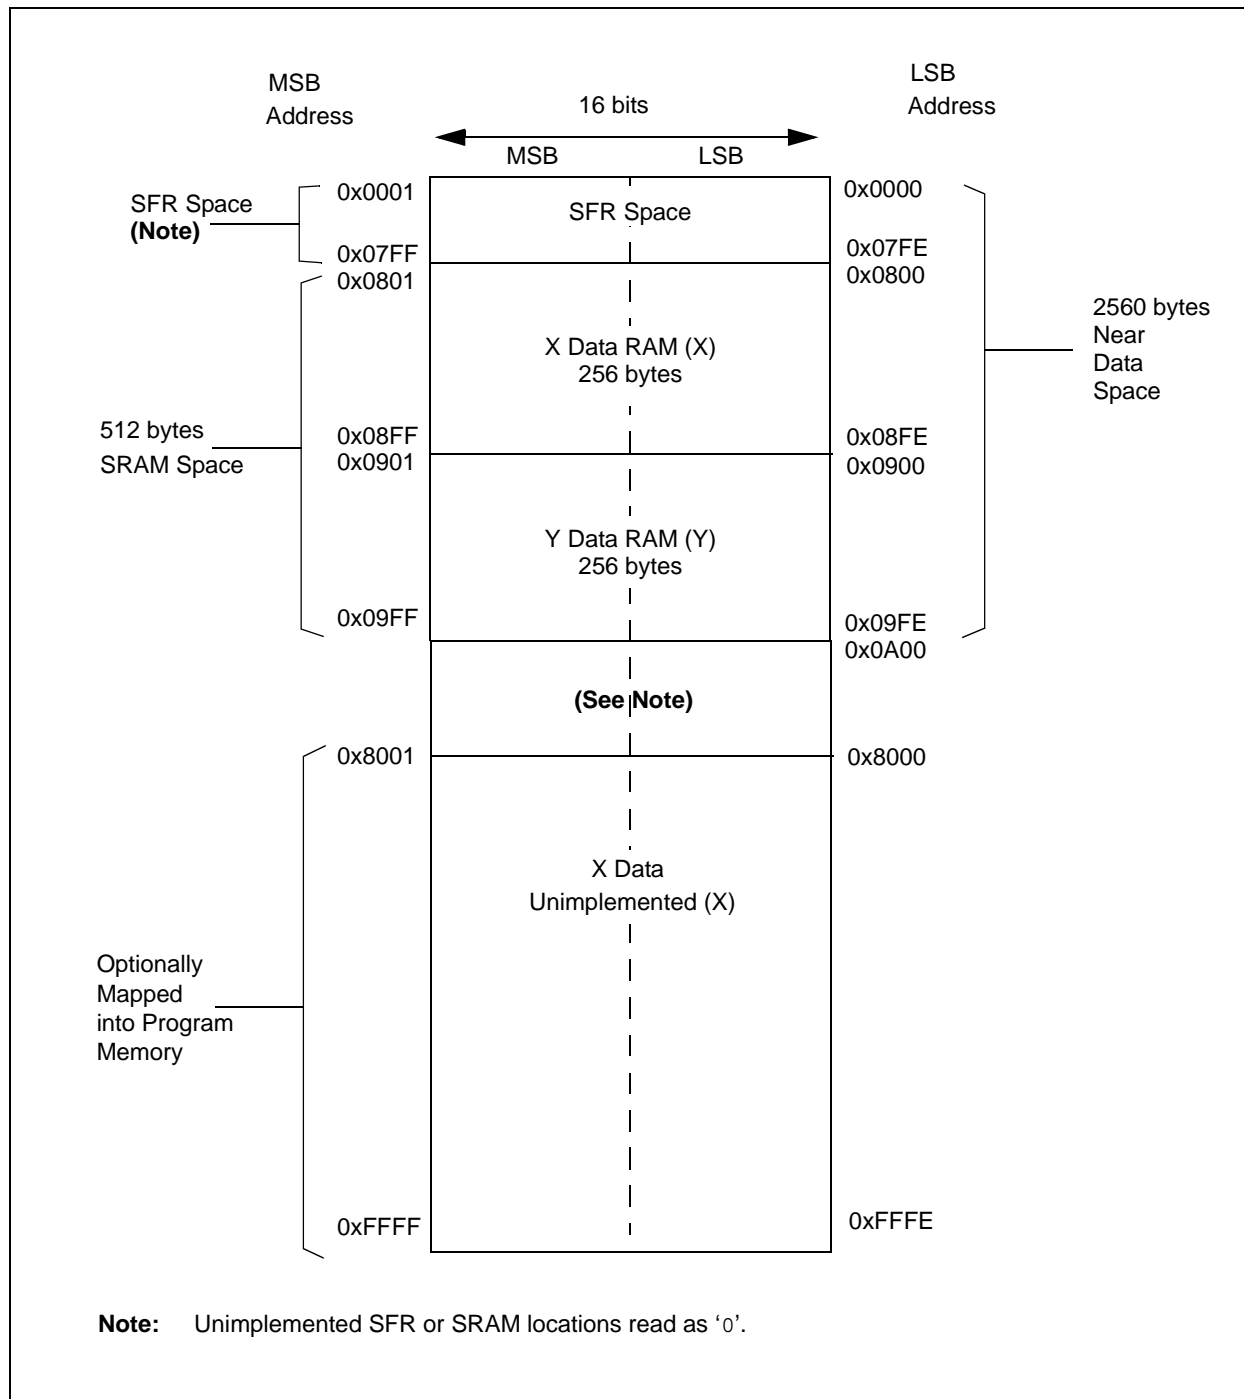 MSB
Address
LSB
Address
16 bits
MSB LSB
SFR Space
(Note)
0x0001
SFR Space
0x0000
0x07FF
0x07FE
0x0801
0x0800
X Data RAM (X)
256 bytes
2560 bytes
Near
Data
Space
512 bytes
SRAM Space
0x08FF
0x08FE
0x0901
0x0900
Y Data RAM (Y)
256 bytes
0x09FF
0x09FE
0x0A00
(See Note)
0x8001
0x8000
X Data
Unimplemented (X)
Optionally
Mapped
into Program
Memory
0xFFFF
0xFFFE
Note: Unimplemented SFR or SRAM locations read as ‘0’.